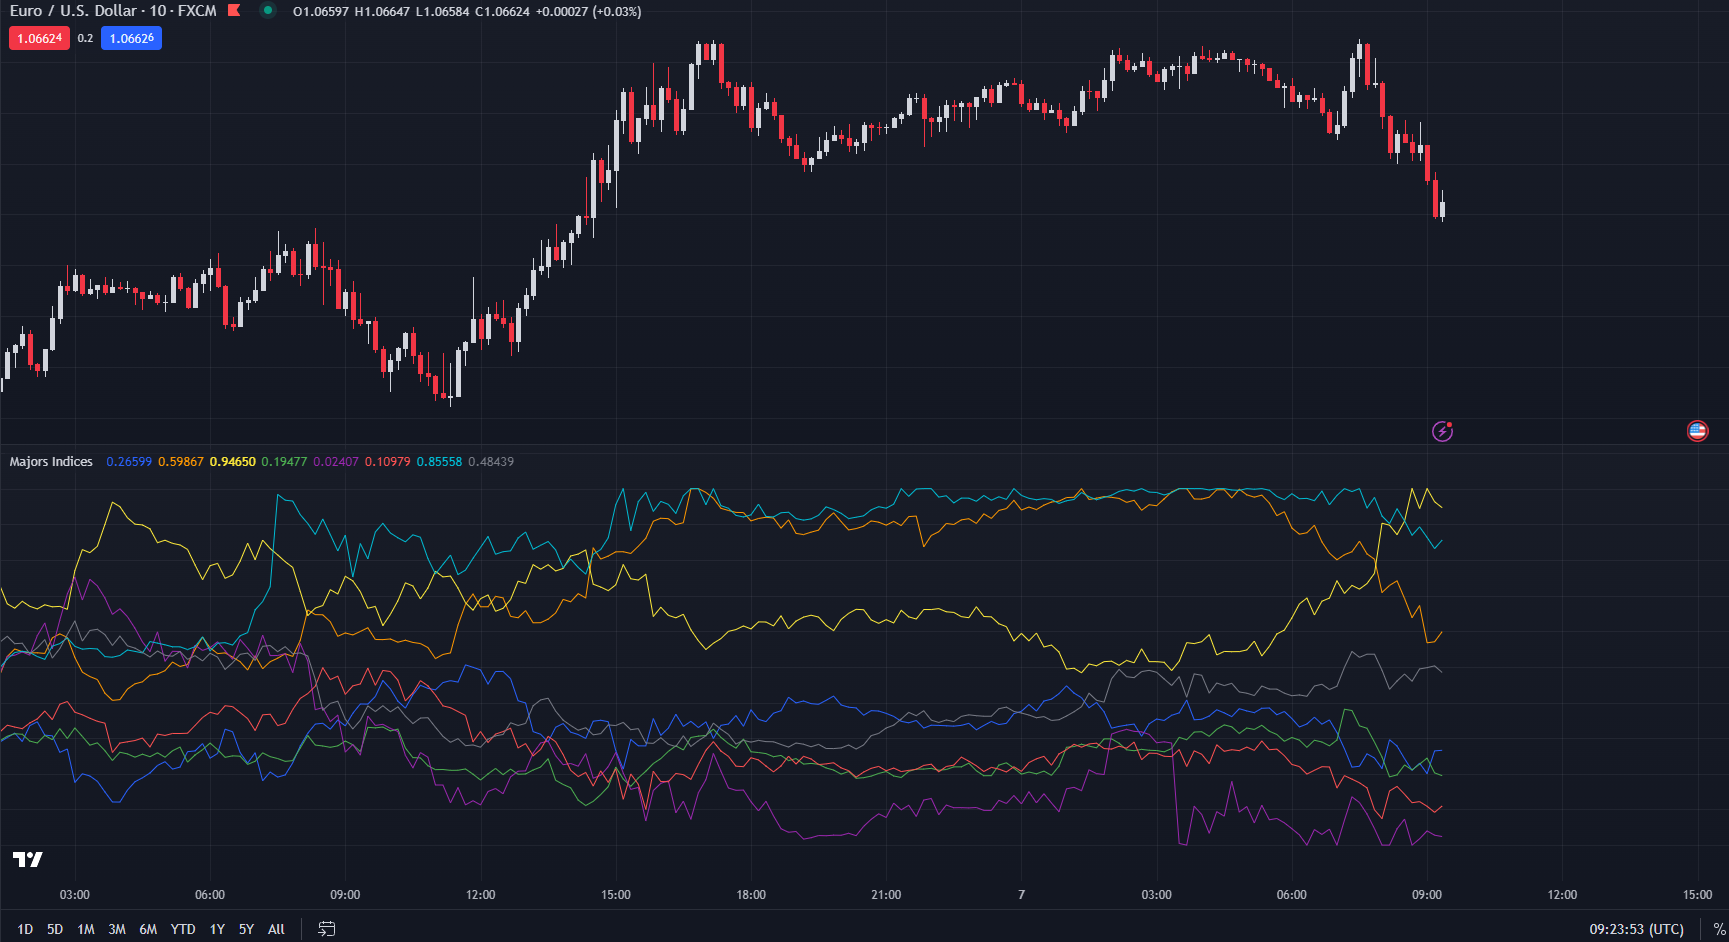 Euro / U.S. Dollar · 10 · FXCM O1.06597 H1.06647 L1.06584 C1.06624 +0.00027 (+0.03%)
1.06624 0.2 1.06626
Majors Indices 0.26599 0.59867 0.94650 0.19477 0.02407 0.10979 0.85558 0.48439
03:00 06:00 09:00 12:00 15:00 18:00 21:00 7 03:00 06:00 09:00 12:00 15:00
1D 5D 1M 3M 6M YTD 1Y 5Y All 09:23:53 (UTC) %